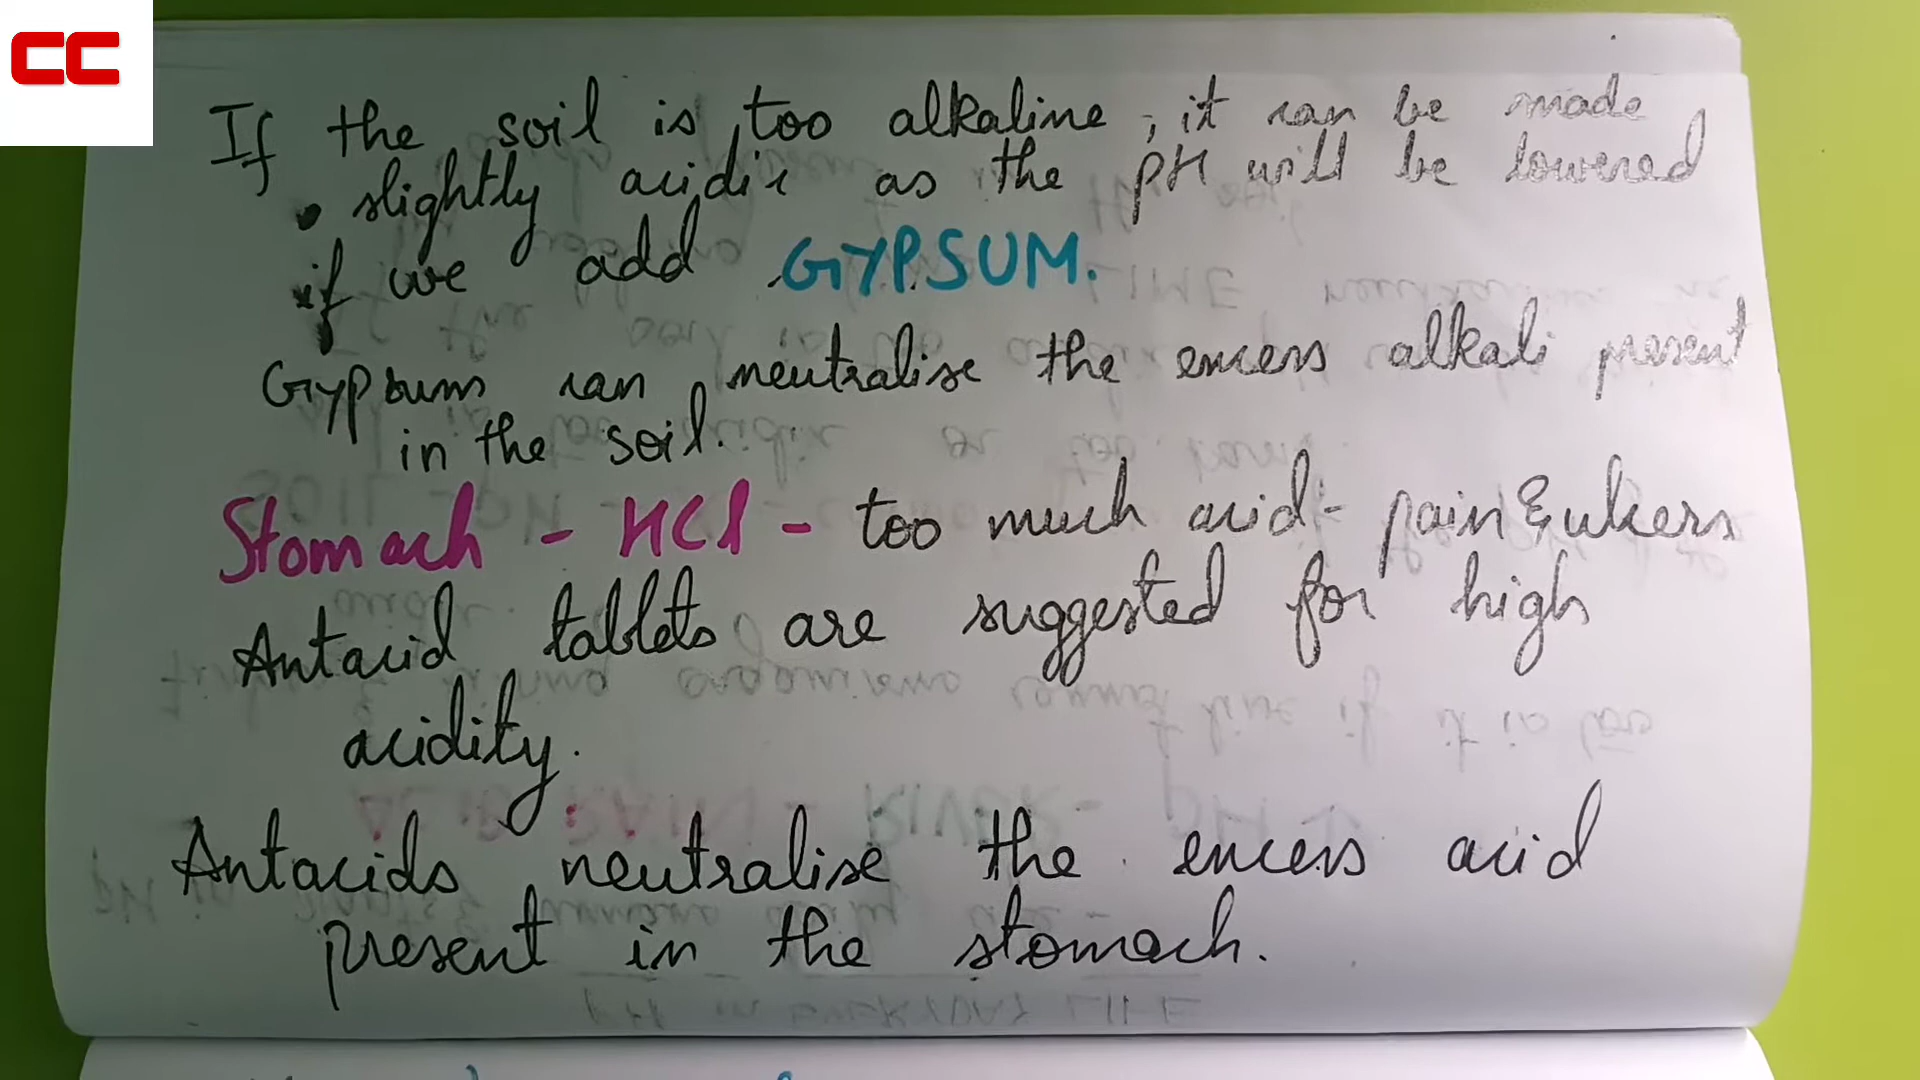 CC
If the soil is too alkaline, it can be made
slightly acidic as the pH will be lowered
if we add GYPSUM.
Gypsum can neutralise the excess alkali present
in the soil.
Stomach - HCl - too much acid - pain & ulcers
Antacid tablets are suggested for high
acidity.
Antacids neutralise the excess acid
present in the stomach.